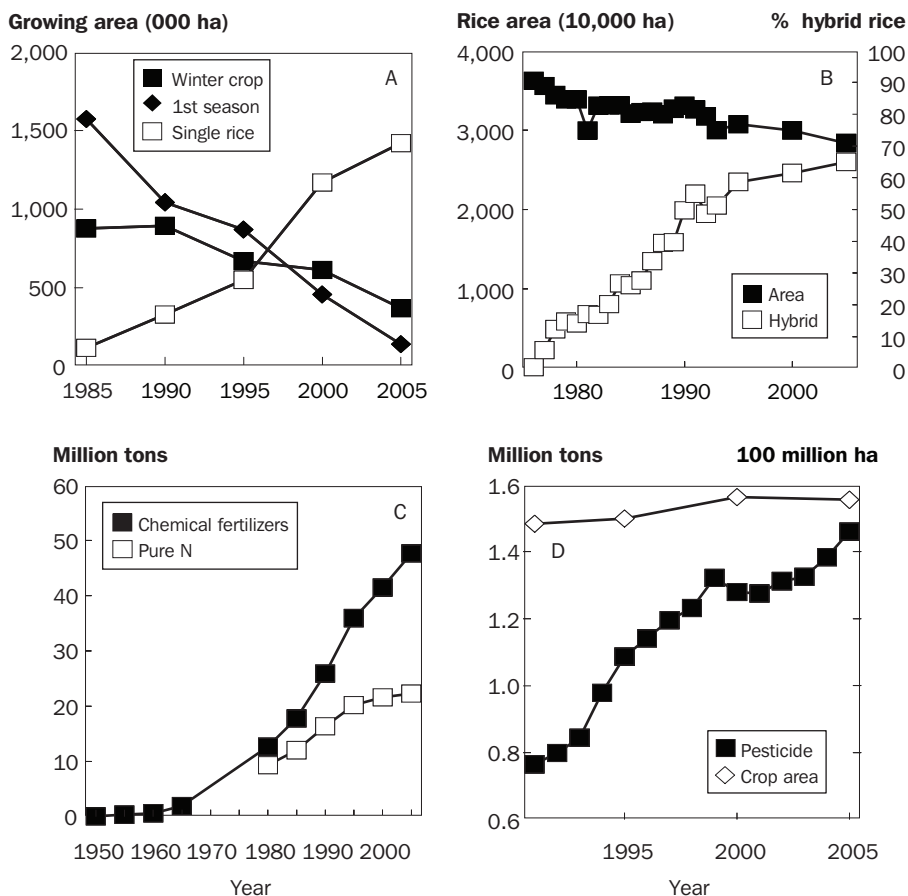 Growing area (000 ha)
2,000
1,500
1,000
500
0
A
Winter crop
1st season
Single rice
1985 1990 1995 2000 2005
Rice area (10,000 ha) % hybrid rice
4,000
3,000
2,000
1,000
0
100
90
80
70
60
50
40
30
20
10
0
B
Area
Hybrid
1980 1990 2000
Million tons
60
50
40
30
20
10
0
C
Chemical fertilizers
Pure N
1950 1960 1970 1980 1990 2000
Year
Million tons 100 million ha
1.6
1.4
1.2
1.0
0.8
0.6
D
Pesticide
Crop area
1995 2000 2005
Year